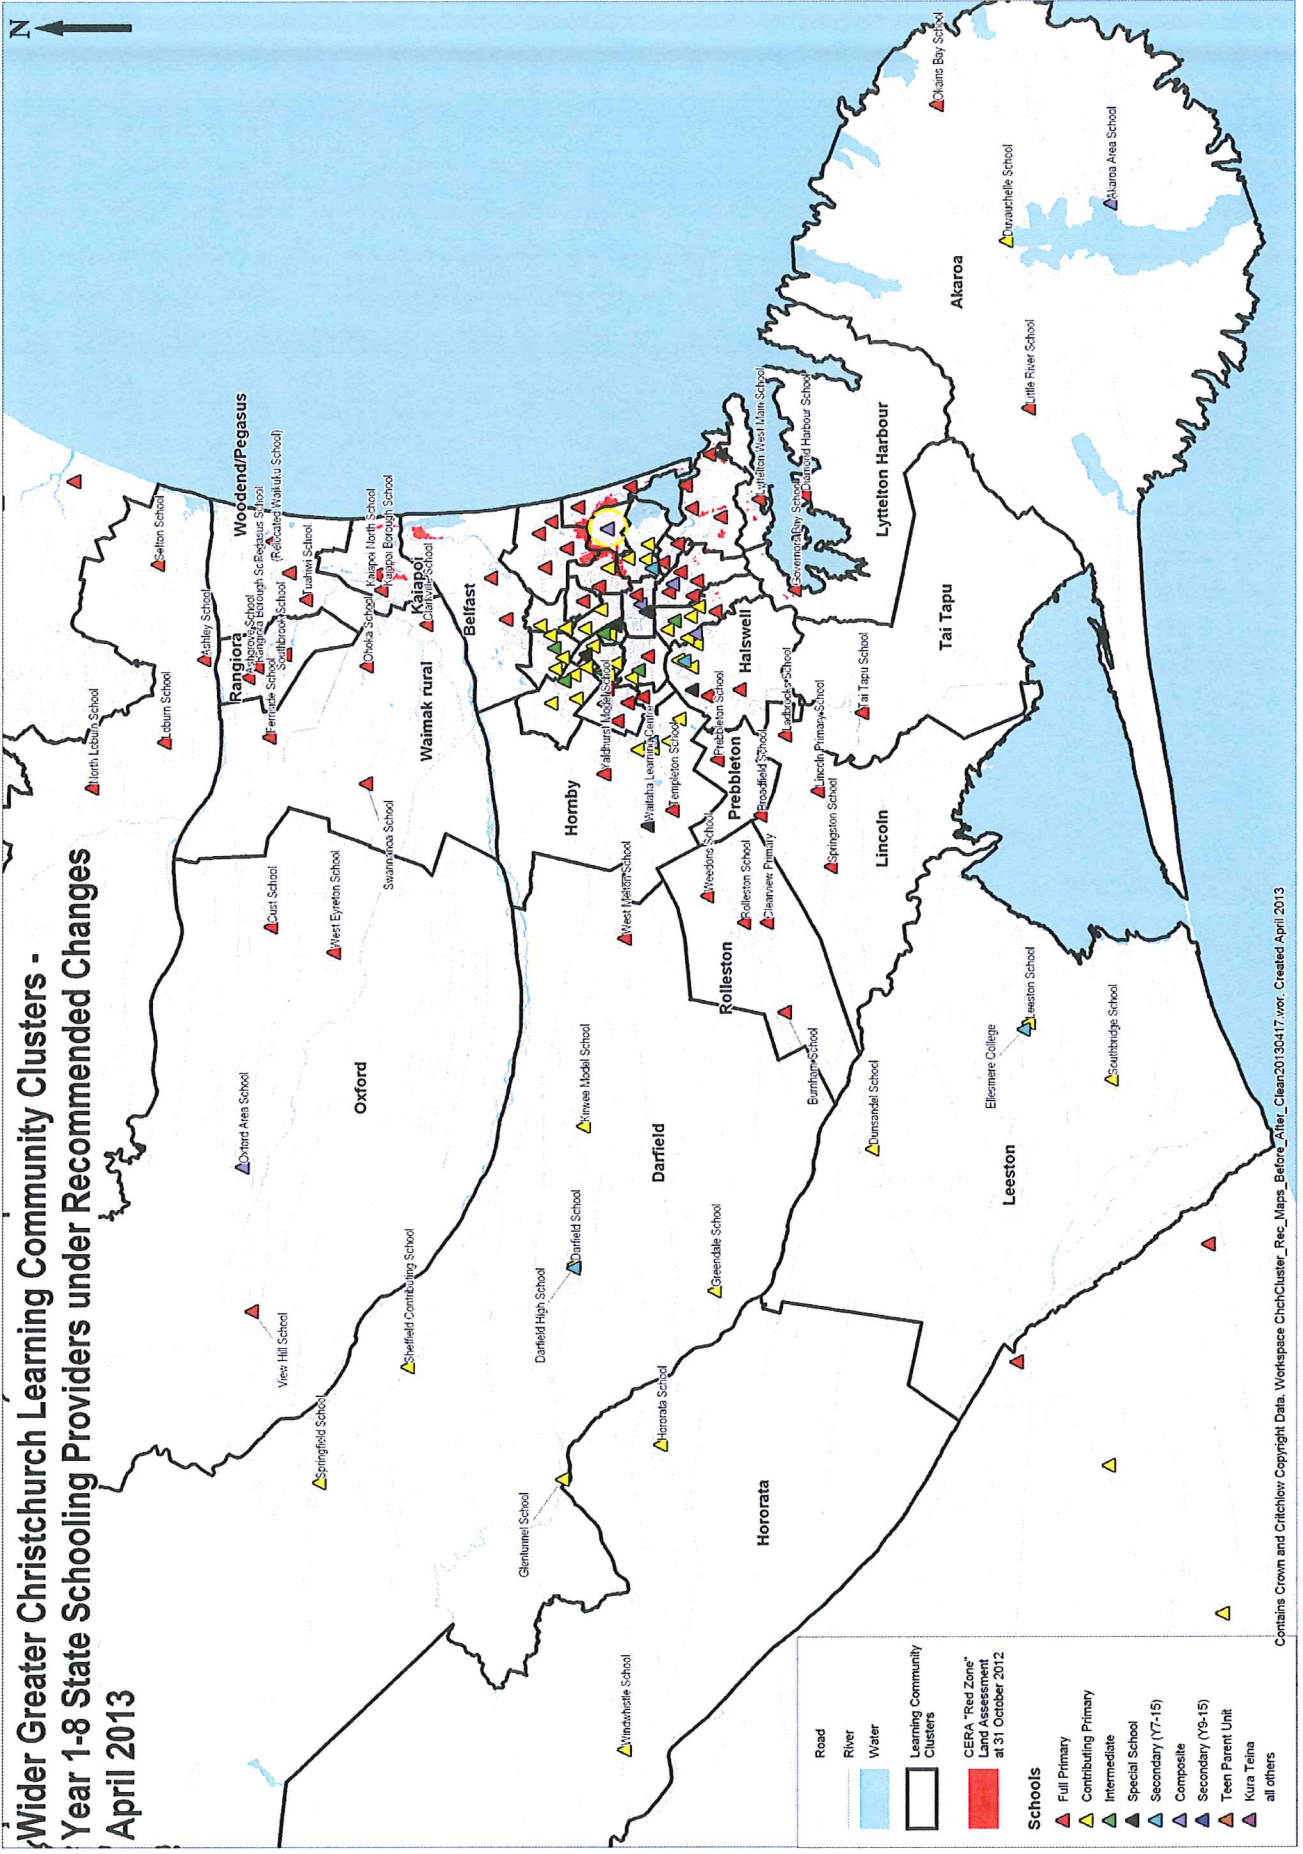 Wider Greater Christchurch Learning Community Clusters -
Year 1-8 State Schooling Providers under Recommended Changes
April 2013
N
North Loburn School
Loburn School
Sefton School
Ashley School
Woodend/Pegasus
Rangiora
Ashgrove School
Rangiora Borough Sc
Pegasus School
(Relocated Waikuku School)
Southbrook School
Fernside School
Tuahiwi School
Kaiapoi North School
Kaiapoi Borough School
Ohoka School
Kaiapoi
Clarkville School
Waimak rural
Swannanoa School
Cust School
West Eyreton School
Oxford Area School
Oxford
View Hill School
Sheffield Contributing School
Springfield School
Belfast
Hornby
Yaldhurst Model School
Waitaha Learning Centre
Templeton School
West Melton School
Kirwee Model School
Darfield
Darfield High School
Darfield School
Greendale School
Hororata School
Glentunnel School
Windwhistle School
Hororata
Halswell
Prebbleton School
Prebbleton
Ladbrooks School
Broadfield School
Lincoln Primary School
Springston School
Lincoln
Tai Tapu School
Tai Tapu
Weedons School
Rolleston School
Clearview Primary
Rolleston
Burnham School
Dunsandel School
Ellesmere College
Leeston School
Southbridge School
Leeston
Lyttelton West Main School
Governors Bay School
Diamond Harbour School
Lyttelton Harbour
Akaroa
Little River School
Duvauchelle School
Akaroa Area School
Okains Bay School
Road
River
Water
Learning Community
Clusters
CERA "Red Zone"
Land Assessment
at 31 October 2012
Schools
Full Primary
Contributing Primary
Intermediate
Special School
Secondary (Y7-15)
Composite
Secondary (Y9-15)
Teen Parent Unit
Kura Teina
all others
Contains Crown and Critchlow Copyright Data. Workspace ChchCluster_Rec_Maps_Before_After_Clean20130417.wor. Created April 2013